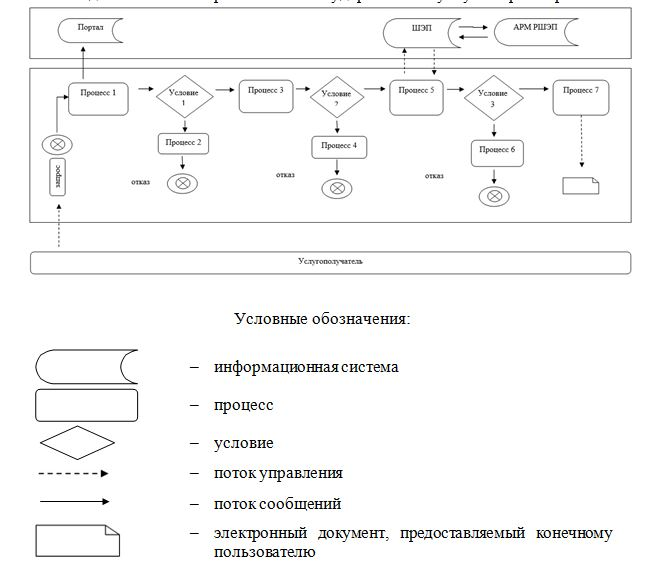 Портал
ШЭП
АРМ РШЭП
Процесс 1
Условие
1
Процесс 3
Условие
2
Процесс 5
Условие
3
Процесс 7
Процесс 2
Процесс 4
Процесс 6
запрос
отказ
отказ
отказ
Услугополучатель
Условные обозначения:
– информационная система
– процесс
– условие
– поток управления
– поток сообщений
– электронный документ, предоставляемый конечному
пользователю